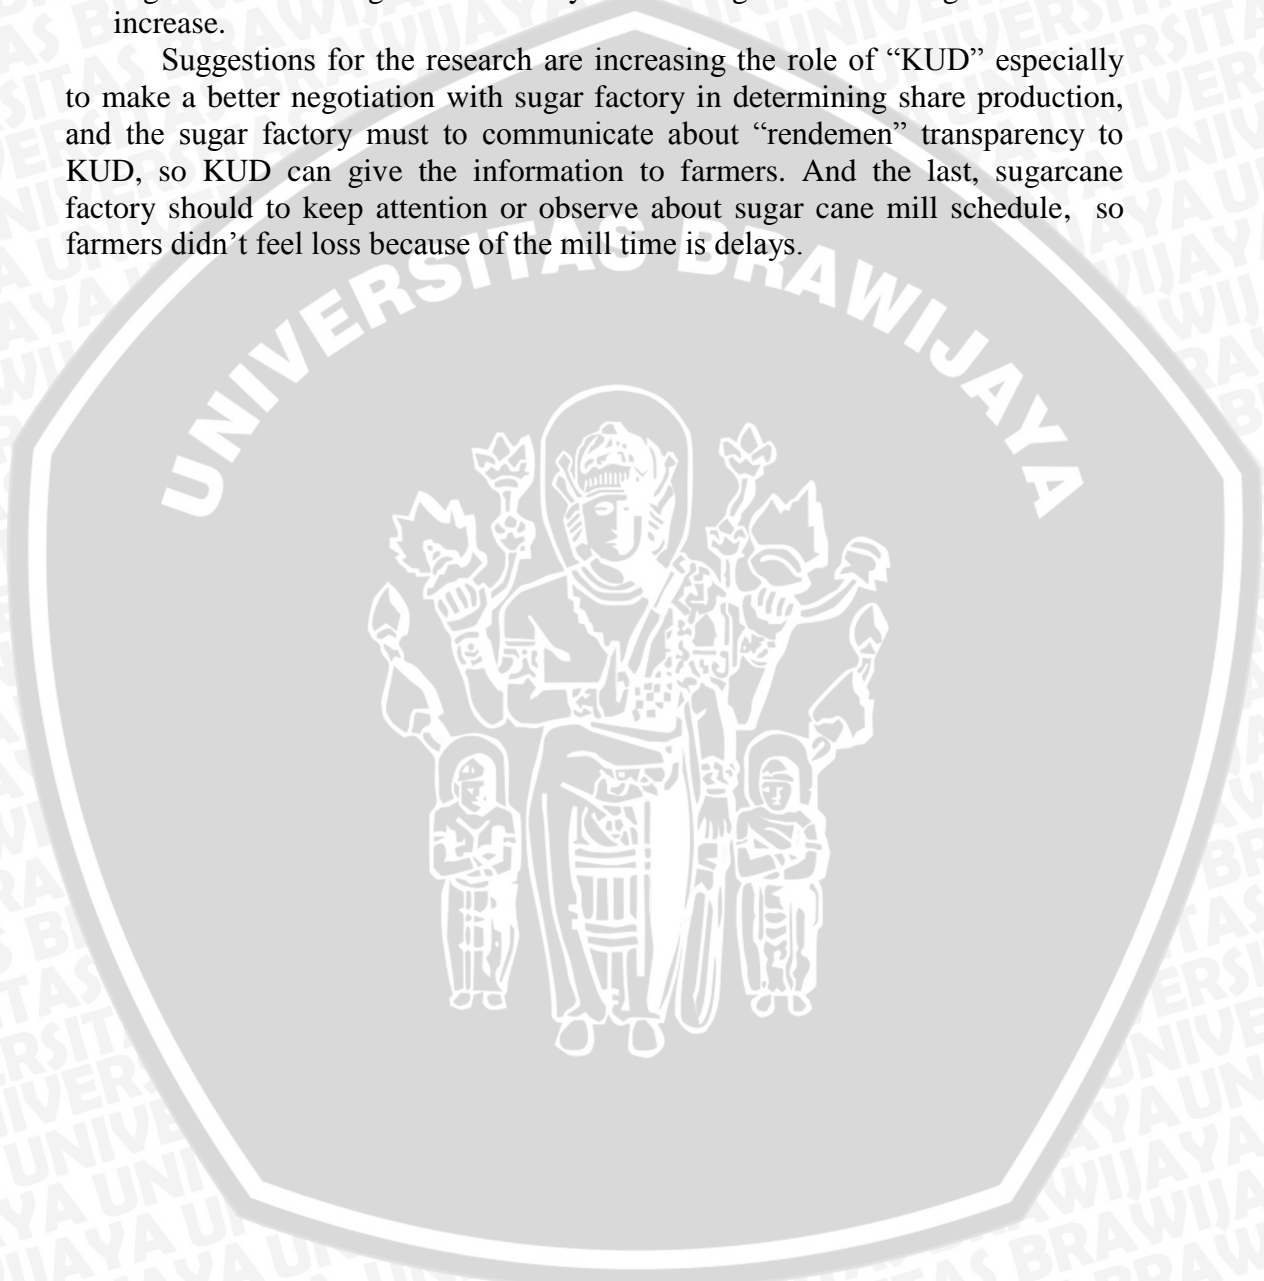 increase.
Suggestions for the research are increasing the role of “KUD” especially
to make a better negotiation with sugar factory in determining share production,
and the sugar factory must to communicate about “rendemen” transparency to
KUD, so KUD can give the information to farmers. And the last, sugarcane
factory should to keep attention or observe about sugar cane mill schedule, so
farmers didn’t feel loss because of the mill time is delays.
UNIVERSITAS BRAWIJAYA